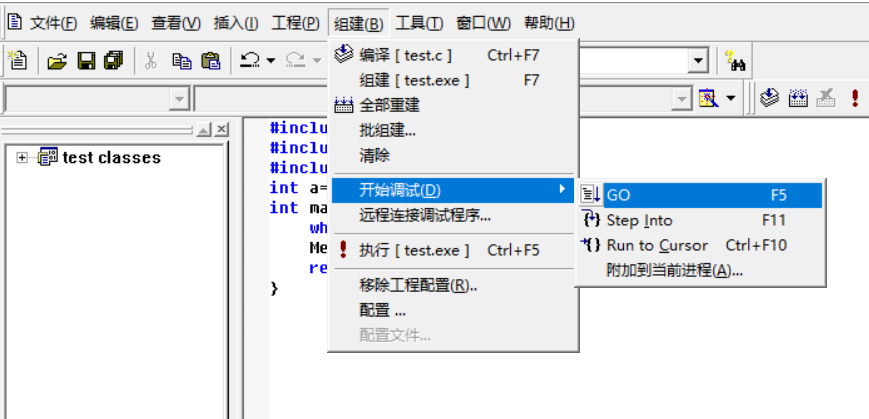 文件(F) 编辑(E) 查看(V) 插入(I) 工程(P) 组建(B) 工具(T) 窗口(W) 帮助(H)
编译 [ test.c ] Ctrl+F7
组建 [ test.exe ] F7
全部重建
批组建...
清除
开始调试(D)
远程连接调试程序...
执行 [ test.exe ] Ctrl+F5
移除工程配置(R)..
配置 ...
配置文件...
GO F5
Step Into F11
Run to Cursor Ctrl+F10
附加到当前进程(A)...
test classes
#inclu
#inclu
#inclu
int a=
int ma
wh
Me
re
}